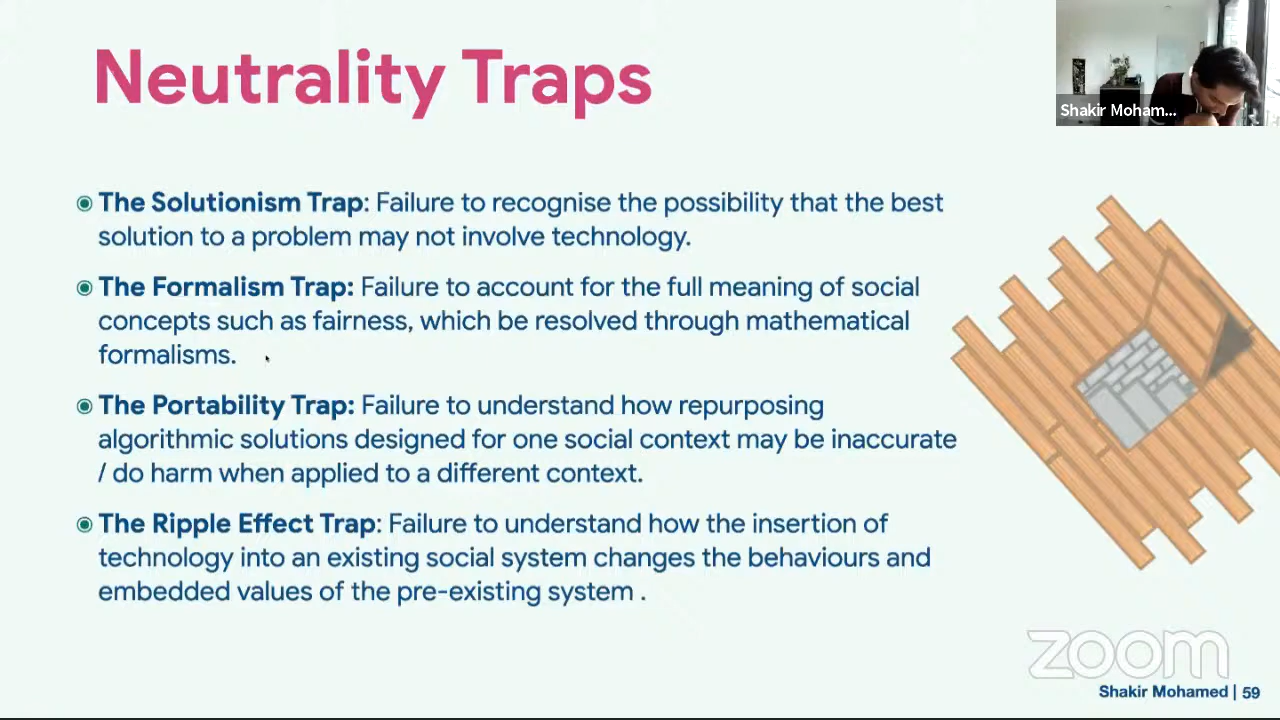 Neutrality Traps
Shakir Moham...
The Solutionism Trap: Failure to recognise the possibility that the best
solution to a problem may not involve technology.
The Formalism Trap: Failure to account for the full meaning of social
concepts such as fairness, which be resolved through mathematical
formalisms.
The Portability Trap: Failure to understand how repurposing
algorithmic solutions designed for one social context may be inaccurate
/ do harm when applied to a different context.
The Ripple Effect Trap: Failure to understand how the insertion of
technology into an existing social system changes the behaviours and
embedded values of the pre-existing system .
zoom
Shakir Mohamed | 59